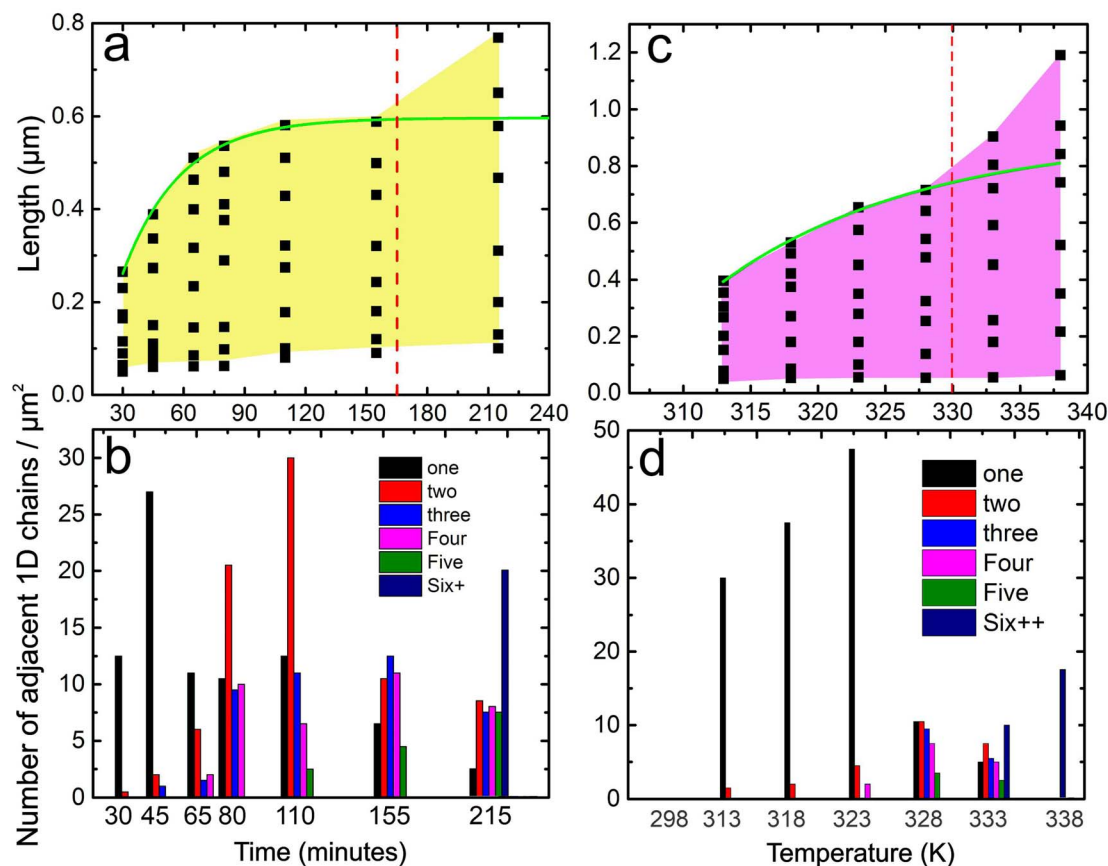 a
Length (µm)
0.8
0.6
0.4
0.2
0.0
30 60 90 120 150 180 210 240
c
1.2
1.0
0.8
0.6
0.4
0.2
0.0
310 315 320 325 330 335 340
b
Number of adjacent 1D chains / µm²
30
25
20
15
10
5
0
one
two
three
Four
Five
Six+
30 45 65 80 110 155 215
Time (minutes)
d
50
40
30
20
10
0
one
two
three
Four
Five
Six++
298 313 318 323 328 333 338
Temperature (K)